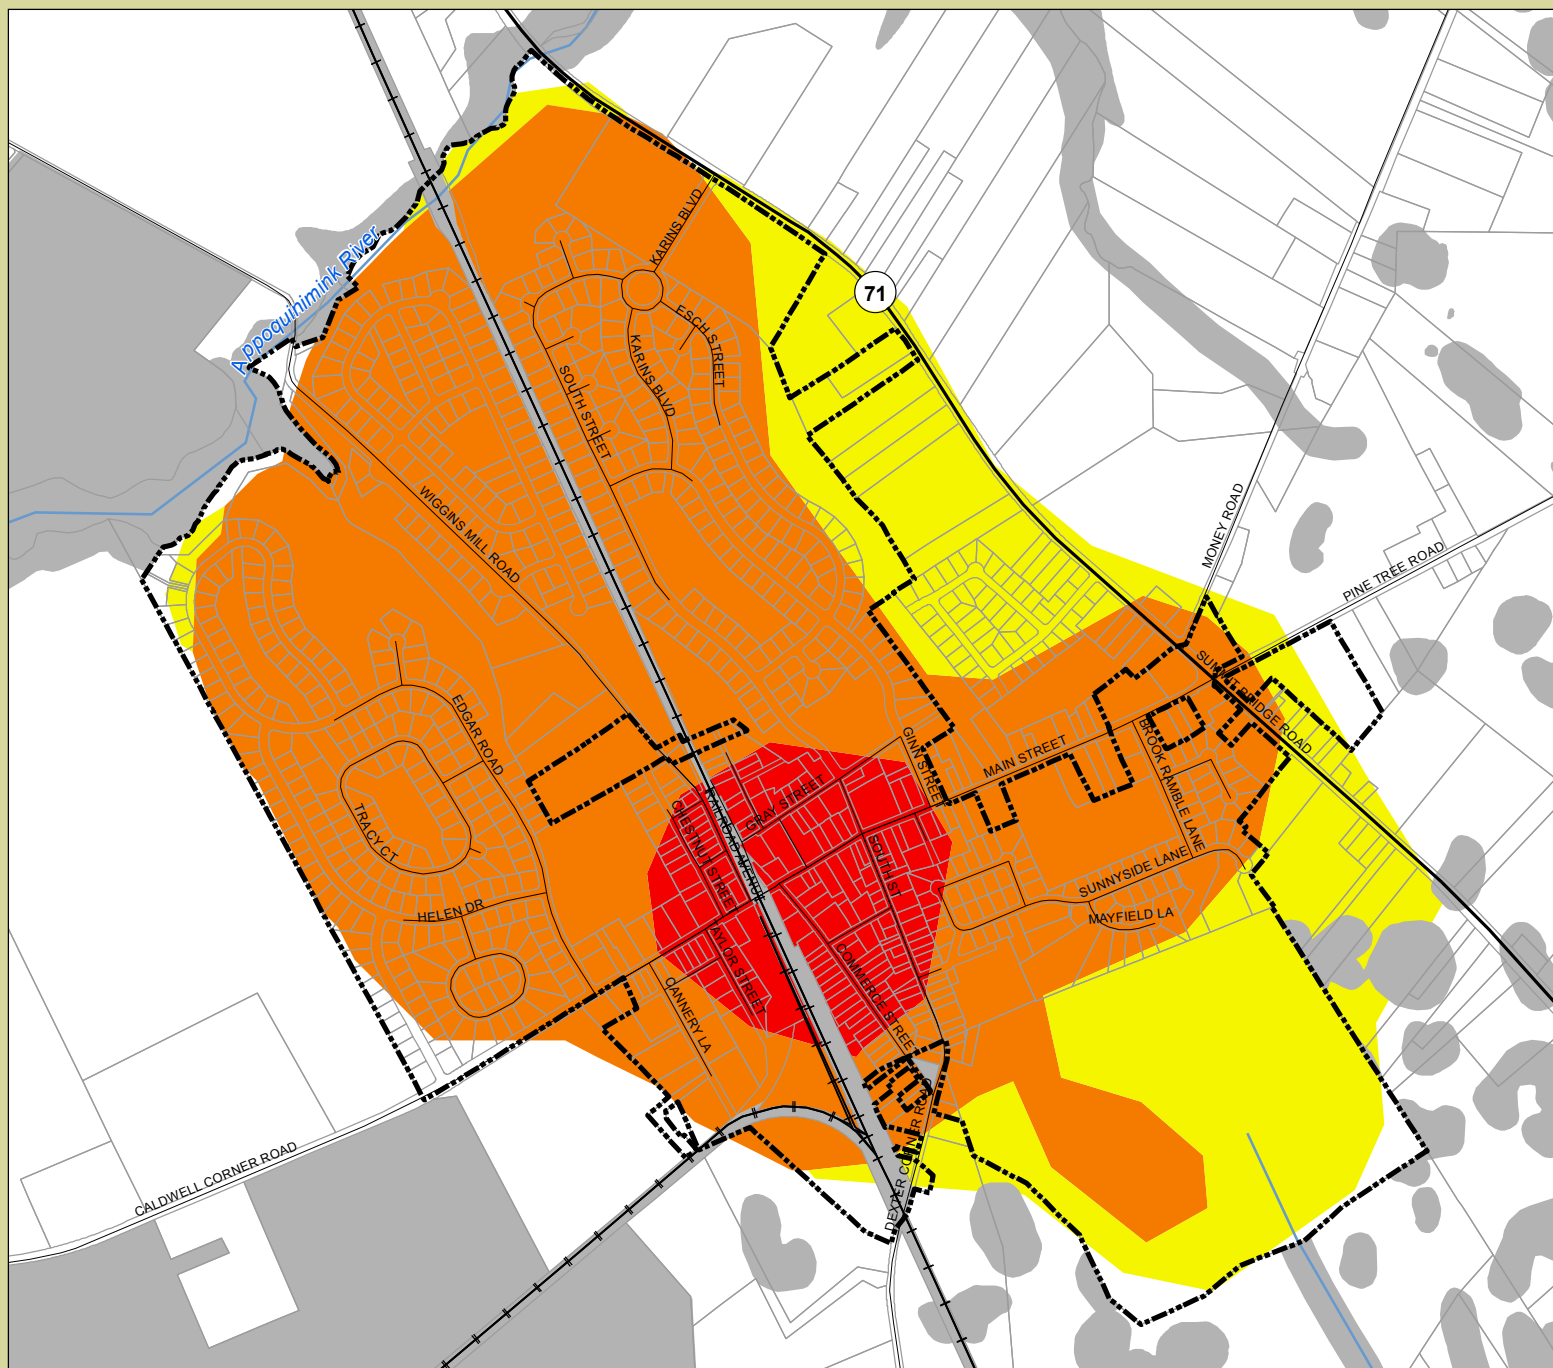 KARINS BLVD
Appoquinimink River
71
ESCH STREET
KARINS BLVD
SOUTH STREET
WIGGINS MILL ROAD
MONEY ROAD
PINE TREE ROAD
SUMMIT BRIDGE ROAD
EDGAR ROAD
GINN STREET
MAIN STREET
BROOK RAMBLE LANE
GRAY STREET
RAILROAD AVENUE
CHESTNUT STREET
TRACY CT
SOUTH ST
SUNNYSIDE LANE
HELEN DR
MAYFIELD LA
TAYLOR STREET
COMMERCE STREET
CANNERY LA
DEXTER CORNER ROAD
CALDWELL CORNER ROAD